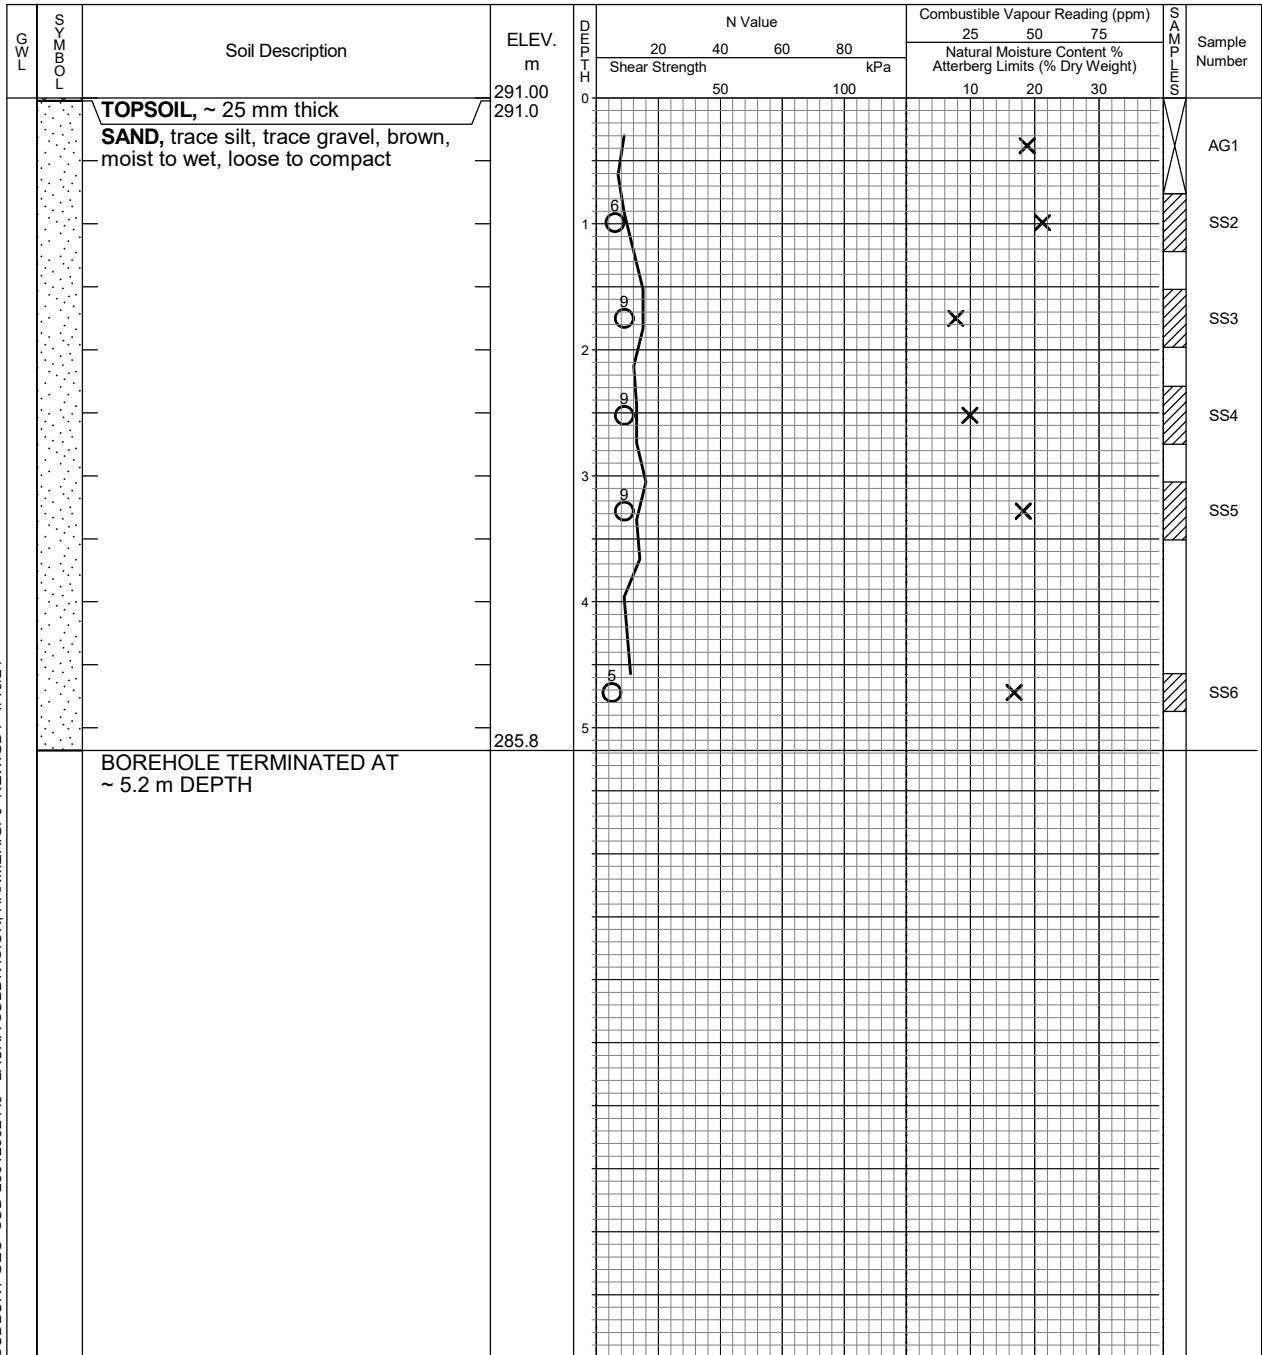 GWL
SYMBOL
Soil Description
ELEV.
m
DEPTH
N Value
20 40 60 80
Shear Strength kPa
50 100
Combustible Vapour Reading (ppm)
25 50 75
Natural Moisture Content %
Atterberg Limits (% Dry Weight)
10 20 30
SAMPLES
Sample
Number
291.00
0
TOPSOIL, ~ 25 mm thick
291.0
SAND, trace silt, trace gravel, brown,
moist to wet, loose to compact
AG1
6
1
SS2
9
SS3
2
9
SS4
3
9
SS5
4
5
SS6
5
285.8
BOREHOLE TERMINATED AT
~ 5.2 m DEPTH